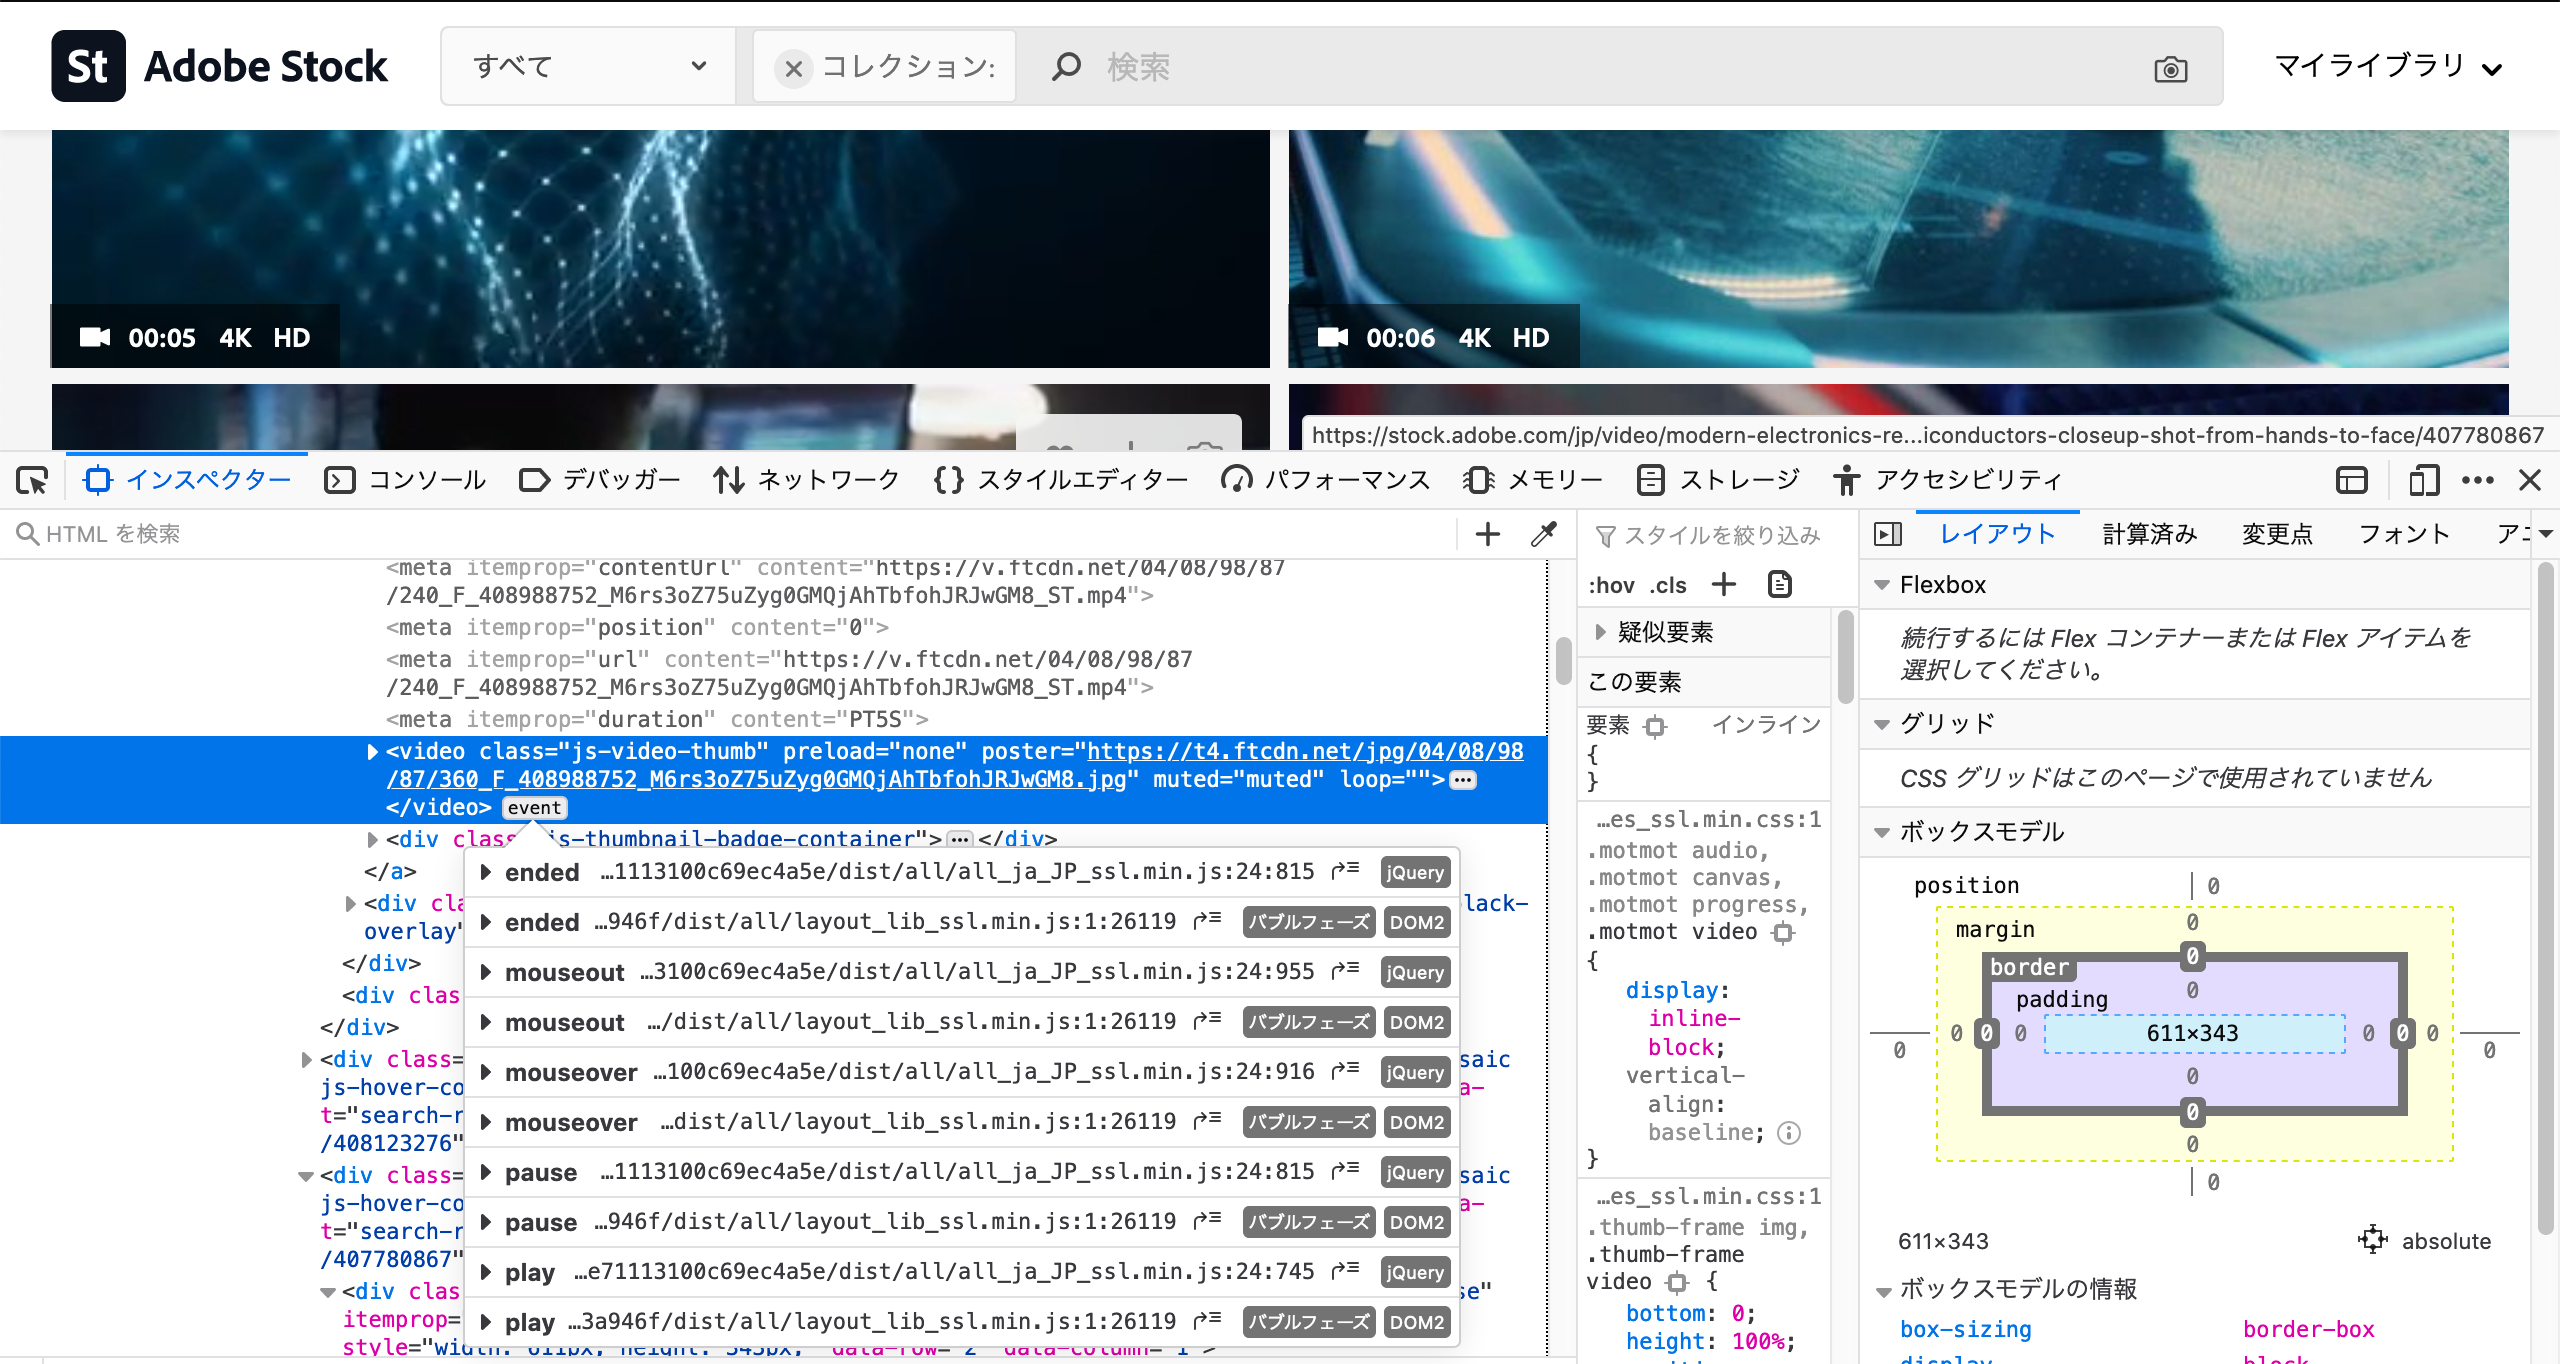 St Adobe Stock すべて コレクション: 検索 マイライブラリ
00:05 4K HD
00:06 4K HD
https://stock.adobe.com/jp/video/modern-electronics-re…iconductors-closeup-shot-from-hands-to-face/407780867
インスペクター コンソール デバッガー ネットワーク スタイルエディター パフォーマンス メモリー ストレージ アクセシビリティ
HTML を検索
<meta itemprop="contentUrl" content="https://v.ftcdn.net/04/08/98/87
/240_F_408988752_M6rs3oZ75uZyg0GMQjAhTbfohJRJwGM8_ST.mp4">
<meta itemprop="position" content="0">
<meta itemprop="url" content="https://v.ftcdn.net/04/08/98/87
/240_F_408988752_M6rs3oZ75uZyg0GMQjAhTbfohJRJwGM8_ST.mp4">
<meta itemprop="duration" content="PT5S">
<video class="js-video-thumb" preload="none" poster="https://t4.ftcdn.net/jpg/04/08/98
/87/360_F_408988752_M6rs3oZ75uZyg0GMQjAhTbfohJRJwGM8.jpg" muted="muted" loop="">
</video> event
<div class js-thumbnail-badge-container"> </div>
</a>
<div cla lack-
overlay"
</div>
<div clas
</div>
<div class= saic
js-hover-co a-
t="search-r
/408123276"
<div class= saic
js-hover-co a-
t="search-r
/407780867"
<div clas se"
itemprop=
style="width: 611px; height: 343px;" data-row="2" data-column="1">
ended …1113100c69ec4a5e/dist/all/all_ja_JP_ssl.min.js:24:815 jQuery
ended …946f/dist/all/layout_lib_ssl.min.js:1:26119 バブルフェーズ DOM2
mouseout …3100c69ec4a5e/dist/all/all_ja_JP_ssl.min.js:24:955 jQuery
mouseout …/dist/all/layout_lib_ssl.min.js:1:26119 バブルフェーズ DOM2
mouseover …100c69ec4a5e/dist/all/all_ja_JP_ssl.min.js:24:916 jQuery
mouseover …dist/all/layout_lib_ssl.min.js:1:26119 バブルフェーズ DOM2
pause …1113100c69ec4a5e/dist/all/all_ja_JP_ssl.min.js:24:815 jQuery
pause …946f/dist/all/layout_lib_ssl.min.js:1:26119 バブルフェーズ DOM2
play …e71113100c69ec4a5e/dist/all/all_ja_JP_ssl.min.js:24:745 jQuery
play …3a946f/dist/all/layout_lib_ssl.min.js:1:26119 バブルフェーズ DOM2
スタイルを絞り込み
:hov .cls
疑似要素
この要素
要素 インライン
{
}
…es_ssl.min.css:1
.motmot audio,
.motmot canvas,
.motmot progress,
.motmot video
{
display:
inline-
block;
vertical-
align:
baseline;
}
…es_ssl.min.css:1
.thumb-frame img,
.thumb-frame
video {
bottom: 0;
height: 100%;
レイアウト 計算済み 変更点 フォント アニ
Flexbox
続行するには Flex コンテナーまたは Flex アイテムを
選択してください。
グリッド
CSS グリッドはこのページで使用されていません
ボックスモデル
position 0
margin 0
border 0
padding 0
0 0 0 0 611×343 0 0 0 0
0
0
0
0
611×343 absolute
ボックスモデルの情報
box-sizing border-box
display block